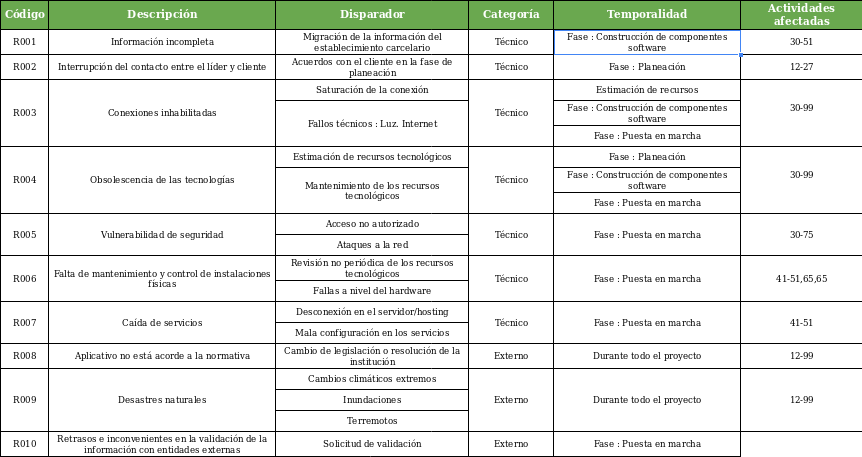 Código Descripción Disparador Categoría Temporalidad Actividades
afectadas
R001 Información incompleta Migración de la información del
establecimiento carcelario Técnico Fase : Construcción de componentes
software 30-51
R002 Interrupción del contacto entre el líder y cliente Acuerdos con el cliente en la fase de
planeación Técnico Fase : Planeación 12-27
R003 Conexiones inhabilitadas Saturación de la conexión Técnico Estimación de recursos 30-99
Fallos técnicos : Luz. Internet Fase : Construcción de componentes
software
Fase : Puesta en marcha
R004 Obsolescencia de las tecnologías Estimación de recursos tecnológicos Técnico Fase : Planeación 30-99
Mantenimiento de los recursos
tecnológicos Fase : Construcción de componentes
software
Fase : Puesta en marcha
R005 Vulnerabilidad de seguridad Acceso no autorizado Técnico Fase : Puesta en marcha 30-75
Ataques a la red
R006 Falta de mantenimiento y control de instalaciones
físicas Revisión no periódica de los recursos
tecnológicos Técnico Fase : Puesta en marcha 41-51,65,65
Fallas a nivel del hardware
R007 Caída de servicios Desconexión en el servidor/hosting Técnico Fase : Puesta en marcha 41-51
Mala configuración en los servicios
R008 Aplicativo no está acorde a la normativa Cambio de legislación o resolución de la
institución Externo Durante todo el proyecto 12-99
R009 Desastres naturales Cambios climáticos extremos Externo Durante todo el proyecto 12-99
Inundaciones
Terremotos
R010 Retrasos e inconvenientes en la validación de la
información con entidades externas Solicitud de validación Externo Fase : Puesta en marcha